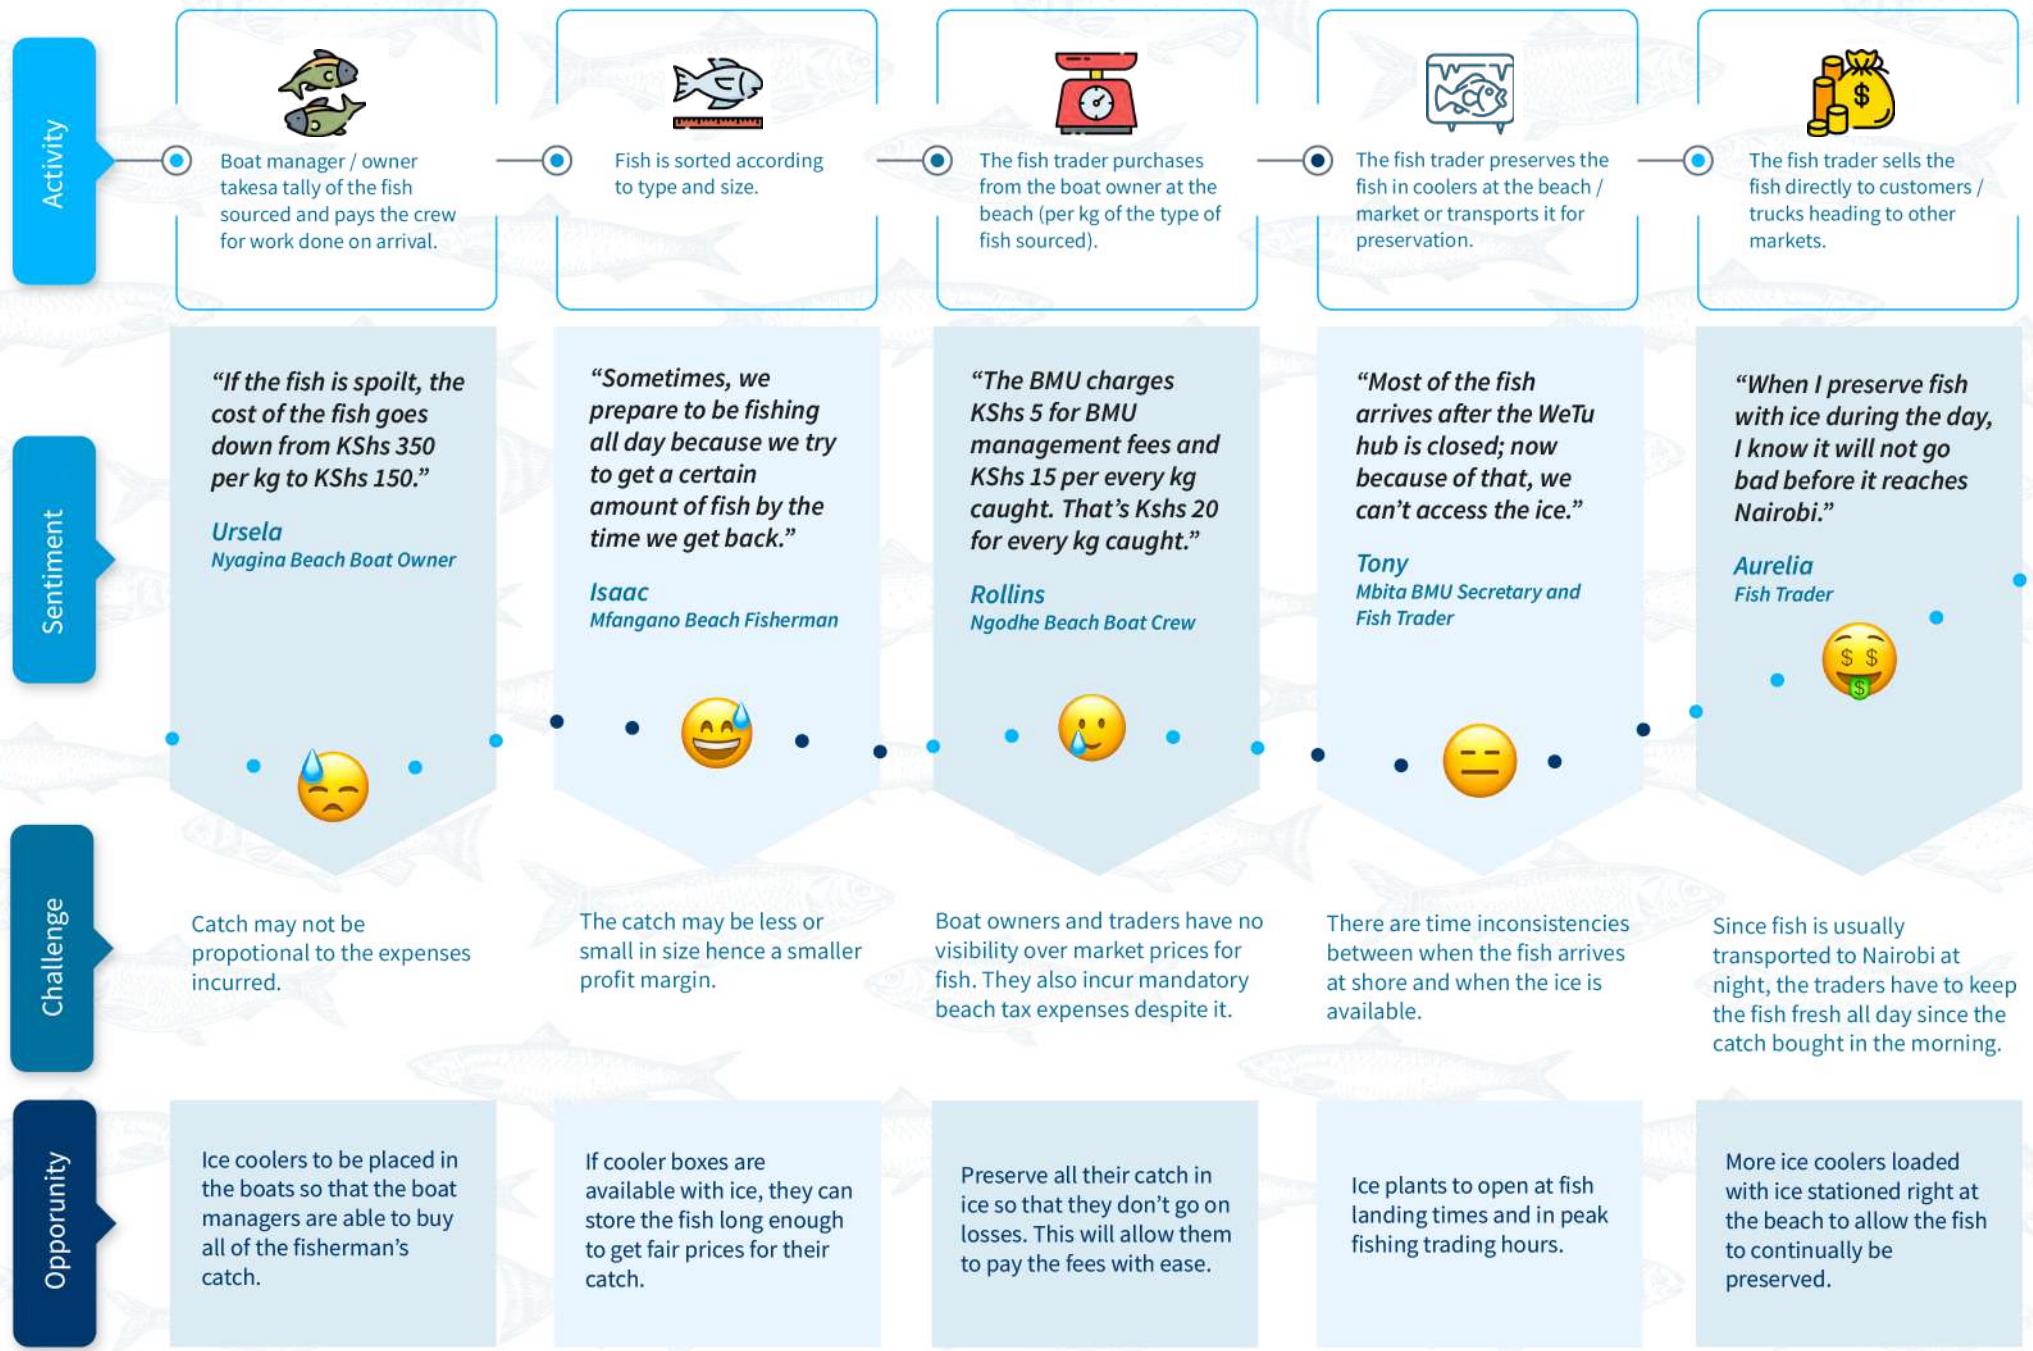 Activity
Boat manager / owner
takesa tally of the fish
sourced and pays the crew
for work done on arrival.
Fish is sorted according
to type and size.
The fish trader purchases
from the boat owner at the
beach (per kg of the type of
fish sourced).
The fish trader preserves the
fish in coolers at the beach /
market or transports it for
preservation.
$
The fish trader sells the
fish directly to customers /
trucks heading to other
markets.
Sentiment
“If the fish is spoilt, the
cost of the fish goes
down from KShs 350
per kg to KShs 150.”
Ursela
Nyagina Beach Boat Owner
“Sometimes, we
prepare to be fishing
all day because we try
to get a certain
amount of fish by the
time we get back.”
Isaac
Mfangano Beach Fisherman
“The BMU charges
KShs 5 for BMU
management fees and
KShs 15 per every kg
caught. That’s Kshs 20
for every kg caught.”
Rollins
Ngodhe Beach Boat Crew
“Most of the fish
arrives after the WeTu
hub is closed; now
because of that, we
can’t access the ice.”
Tony
Mbita BMU Secretary and
Fish Trader
“When I preserve fish
with ice during the day,
I know it will not go
bad before it reaches
Nairobi.”
Aurelia
Fish Trader
$ $
$
Challenge
Catch may not be
propotional to the expenses
incurred.
The catch may be less or
small in size hence a smaller
profit margin.
Boat owners and traders have no
visibility over market prices for
fish. They also incur mandatory
beach tax expenses despite it.
There are time inconsistencies
between when the fish arrives
at shore and when the ice is
available.
Since fish is usually
transported to Nairobi at
night, the traders have to keep
the fish fresh all day since the
catch bought in the morning.
Opporunity
Ice coolers to be placed in
the boats so that the boat
managers are able to buy
all of the fisherman’s
catch.
If cooler boxes are
available with ice, they can
store the fish long enough
to get fair prices for their
catch.
Preserve all their catch in
ice so that they don’t go on
losses. This will allow them
to pay the fees with ease.
Ice plants to open at fish
landing times and in peak
fishing trading hours.
More ice coolers loaded
with ice stationed right at
the beach to allow the fish
to continually be
preserved.